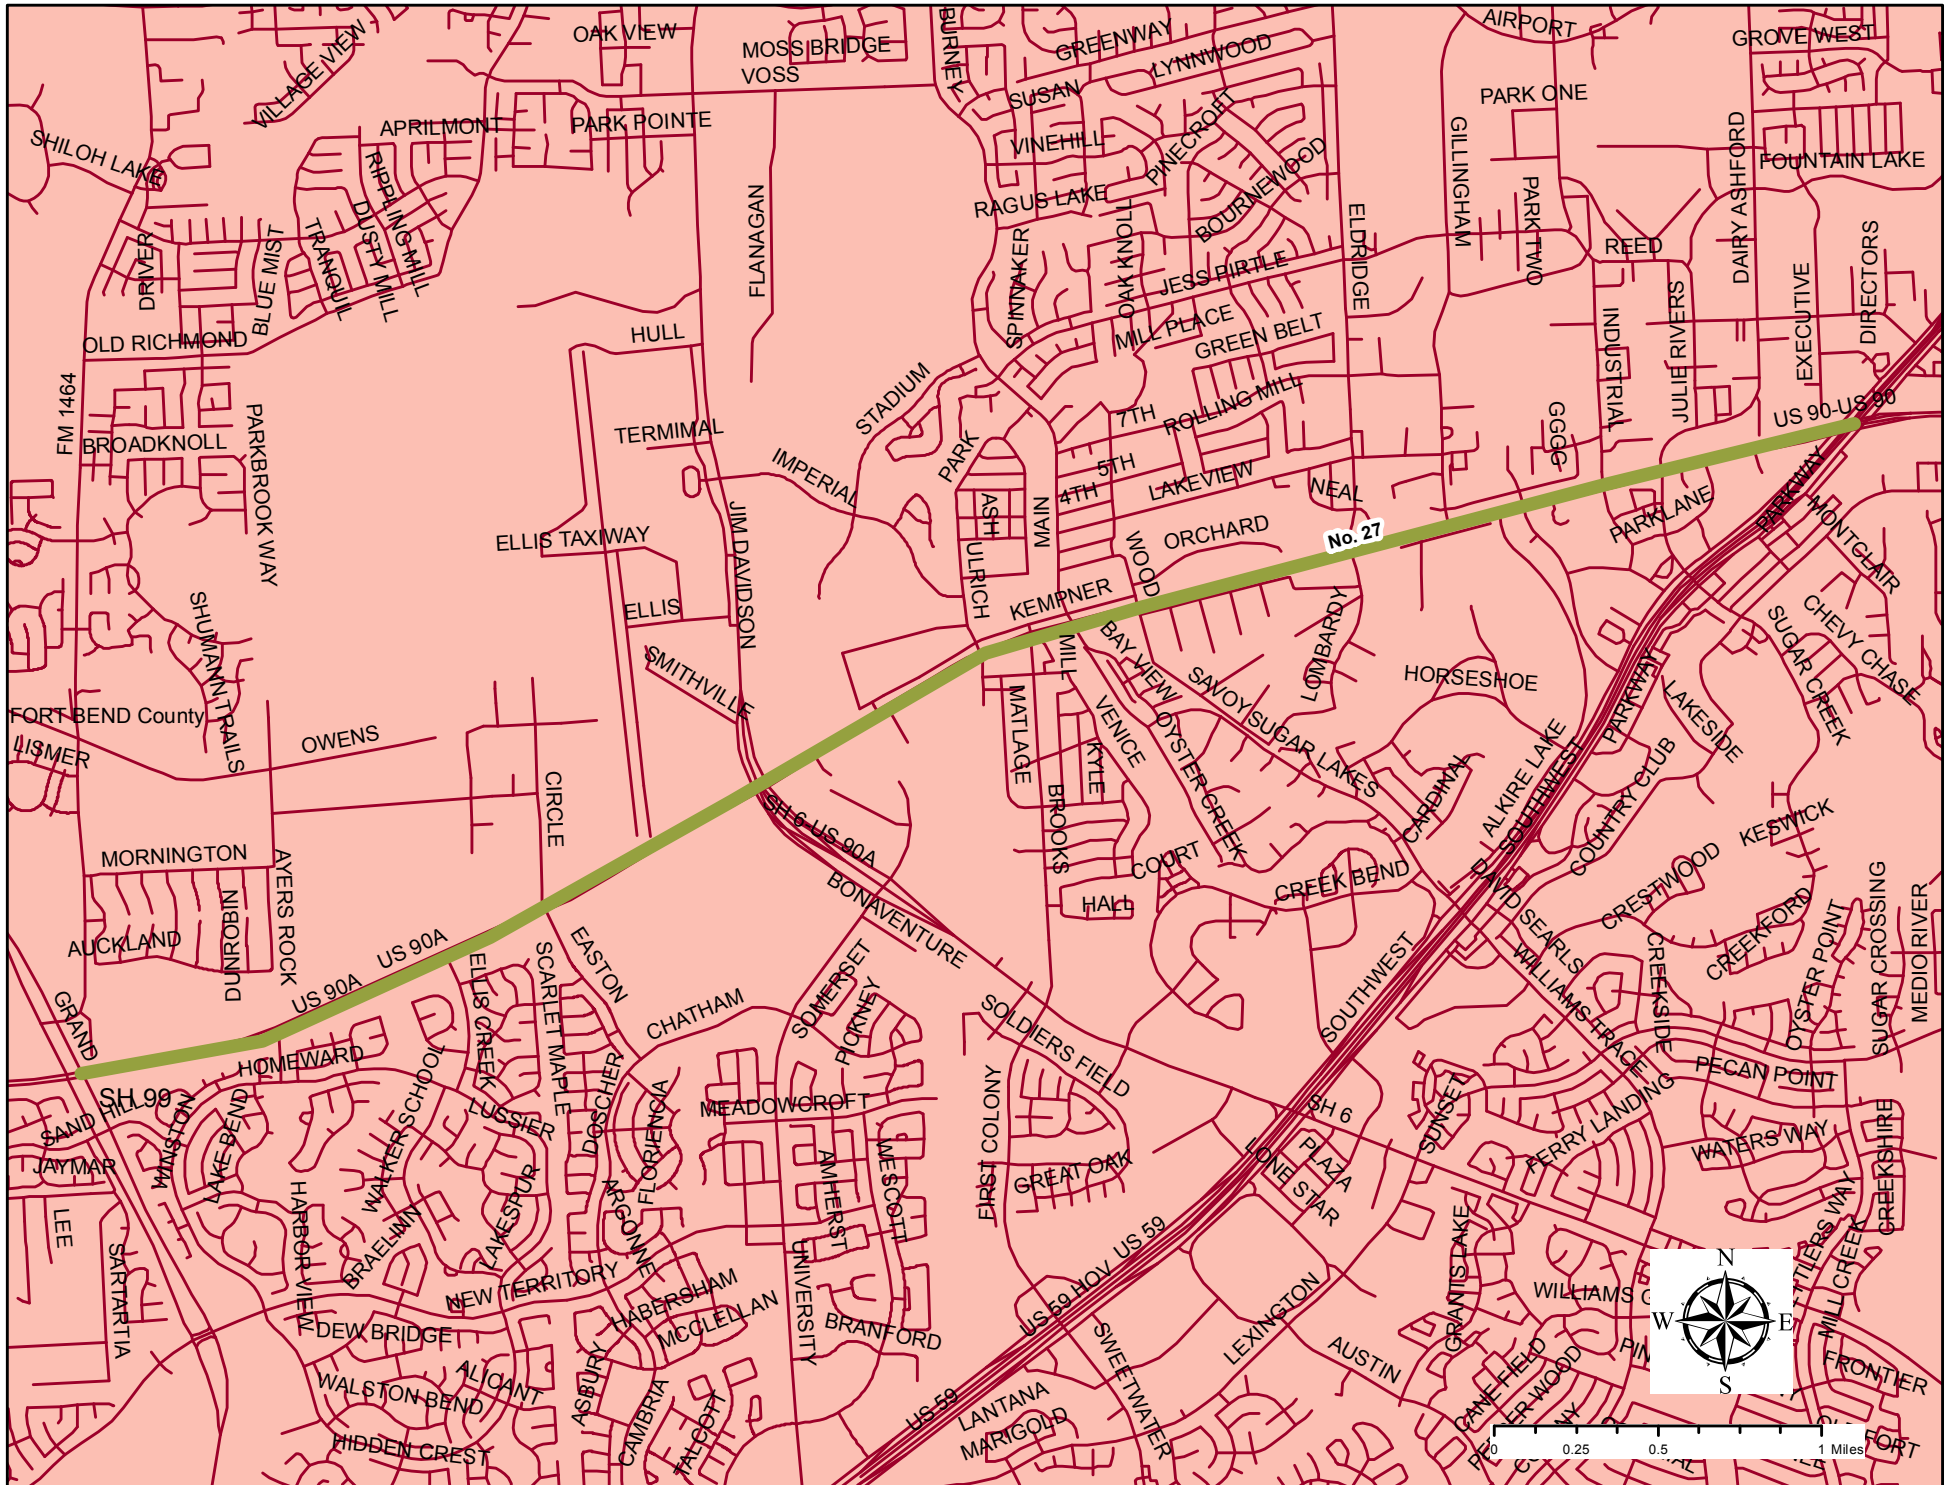 OAK VIEW
MOSS BRIDGE
VOSS
BURNEY
GREENWAY
LYNNWOOD
AIRPORT
GROVE WEST
VILLAGE VIEW
SUSAN
PARK ONE
APRILMONT
PARK POINTE
SHILOH LAKE
RIPPLING MILL
VINEHILL
PINECROFT
GILLINGHAM
DAIRY ASHFORD
FOUNTAIN LAKE
BOURNEWOOD
RAGUS LAKE
FLANAGAN
DUSTY MILL
TRANQUIL
BLUE MIST
DRIVER
OAK KNOLL
SPINNAKER
ELDRIDGE
PARK TWO
REED
EXECUTIVE
DIRECTORS
JESS PIRTLE
OLD RICHMOND
HULL
MILL PLACE
GREEN BELT
INDUSTRIAL
JULIE RIVERS
FM 1464
STADIUM
ROLLING MILL
7TH
US 90-US 90
BROADKNOLL
PARKBROOK WAY
TERMIMAL
IMPERIAL
PARK
5TH
4TH
LAKEVIEW
NEAL
GGGG
PARKWAY
PARKLANE
MONTCLAIR
ASH
MAIN
ELLIS TAXIWAY
JIM DAVIDSON
ULRICH
WOOD
ORCHARD
No. 27
KEMPNER
ELLIS
SHUMANN
TRAILS
SMITHVILLE
MILL
BAY VIEW
LOMBARDY
SUGAR CREEK
CHEVY CHASE
FORT BEND County
LISMER
OWENS
MATLAGE
VENICE
SAVOY
SUGAR LAKES
HORSESHOE
PARKWAY
LAKESIDE
OYSTER CREEK
KYLE
CIRCLE
SH 6-US 90A
BROOKS
CARDINAL
ALKIRE LAKE
SOUTHWEST
COUNTRY CLUB
KESWICK
MORNINGTON
AYERS ROCK
DUNROBIN
AUCKLAND
BONAVENTURE
COURT
HALL
CREEK BEND
DAVID SEARLS
CRESTWOOD
CREEKFORD
SUGAR CROSSING
MEDIO RIVER
US 90A
US 90A
ELLIS CREEK
SCARLET MAPLE
EASTON
SOMERSET
SOUTHWEST
WILLIAMS TRACE
CREEKSIDE
OYSTER POINT
GRAND
CHATHAM
PICKNEY
SOLDIERS FIELD
HOMEWARD
SH 99
SAND HILL
JAYMAR
WINSTON
LAKE BEND
WALKER SCHOOL
LUSSIER
DOSCHER
FLORIENCIA
MEADOWCROFT
FIRST COLONY
SH 6
PLAZA
LONE STAR
SUNSET
FERRY LANDING
PECAN POINT
WATERS WAY
CREEKSHIRE
LEE
SARTARTIA
HARBOR VIEW
BRAELINN
LAKESPUR
ARGONNE
AMHERST
WESCOTT
GREAT OAK
US 59
US 59 HOV
GRANTS LAKE
MILL CREEK
NEW TERRITORY
HABERSHAM
MCCLELLAN
UNIVERSITY
BRANFORD
DEW BRIDGE
WALSTON BEND
ALICANT
HIDDEN CREST
ASBURY
CAMBRIA
TALCOTT
US 59
LANTANA
MARIGOLD
SWEETWATER
LEXINGTON
AUSTIN
CANE FIELD
WILLIAMS
FRONTIER
N
W
E
S
0
0.25
0.5
1 Miles